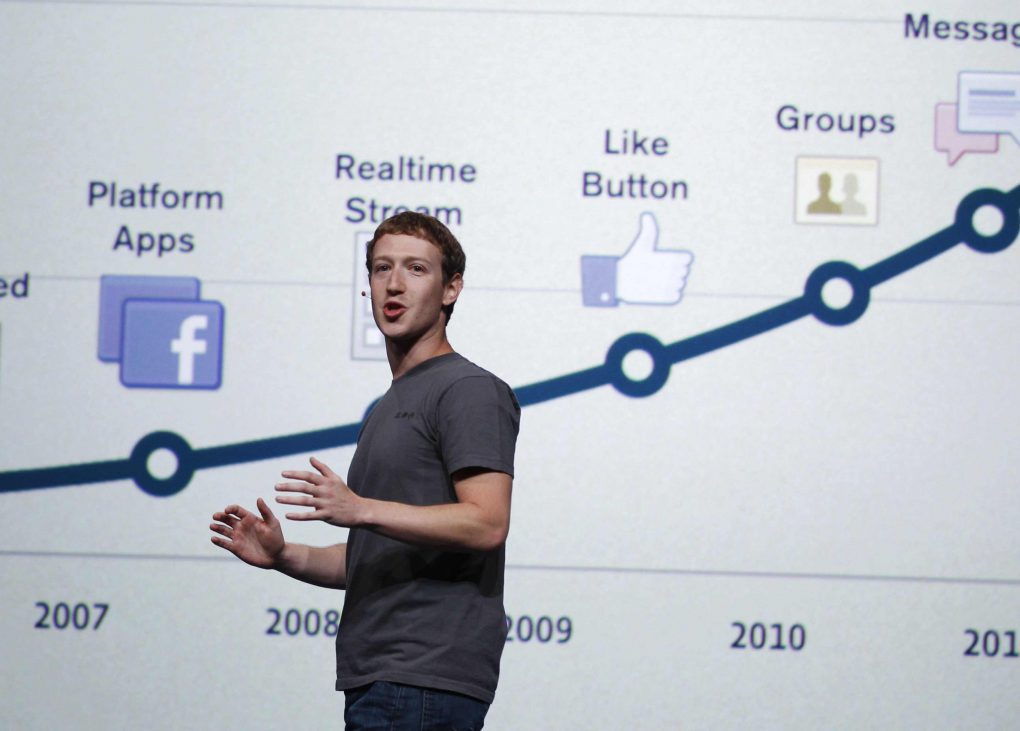 Messag
Groups
Like
Button
Realtime
Stream
Platform
Apps
ed
f
2007
2008
2009
2010
201